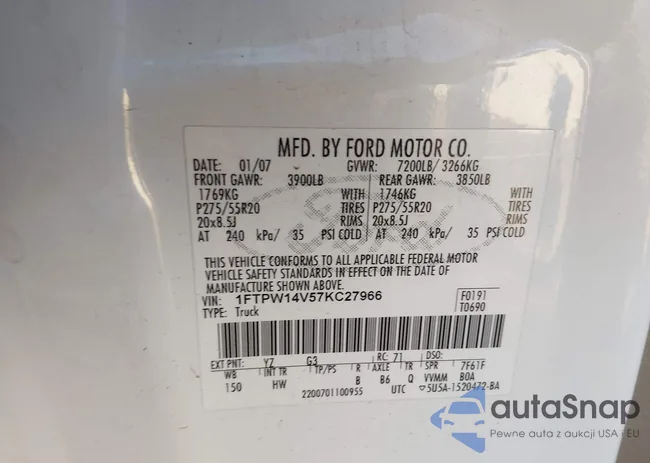 MFD. BY FORD MOTOR CO.
DATE: 01/07 GVWR: 7200LB/ 3266KG
FRONT GAWR: 3900LB REAR GAWR: 3850LB
1769KG WITH 1746KG WITH
P275/55R20 TIRES P275/55R20 TIRES
20x8.5J RIMS 20x8.5J RIMS
AT 240 kPa/ 35 PSI COLD AT 240 kPa/ 35 PSI COLD
Ford
THIS VEHICLE CONFORMS TO ALL APPLICABLE FEDERAL MOTOR
VEHICLE SAFETY STANDARDS IN EFFECT ON THE DATE OF
MANUFACTURE SHOWN ABOVE.
VIN: 1FTPW14V57KC27966 F0191
TYPE: Truck T0690
EXT PNT: Y7 G3 RC: 71 DSO:
WB INT TR TP/PS R AXLE TR SPR 7F61F
150 HW B B6 Q VVMM B0A
2200701100955 UTC ▽5U5A-1520472-BA
autaSnap
Pewne auta z aukcji USA i EU